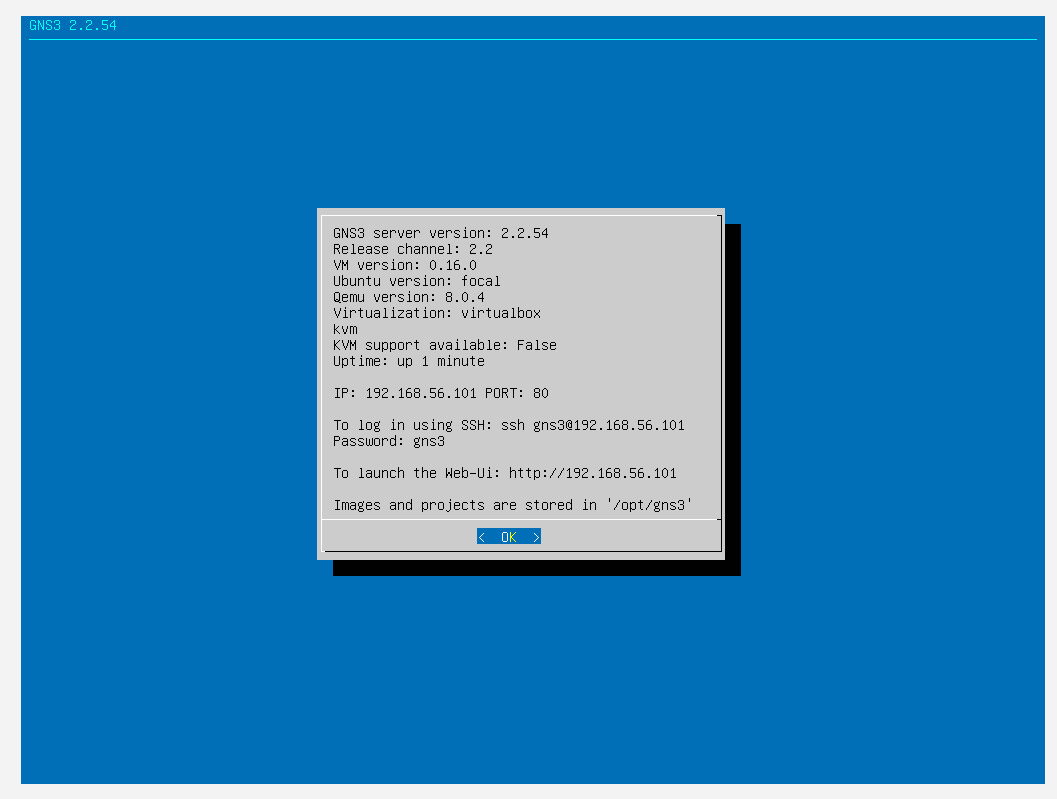 GNS3 2.2.54
GNS3 server version: 2.2.54
Release channel: 2.2
VM version: 0.16.0
Ubuntu version: focal
Qemu version: 8.0.4
Virtualization: virtualbox
kvm
KVM support available: False
Uptime: up 1 minute
IP: 192.168.56.101 PORT: 80
To log in using SSH: ssh gns3@192.168.56.101
Password: gns3
To launch the Web-Ui: http://192.168.56.101
Images and projects are stored in '/opt/gns3'
< OK >